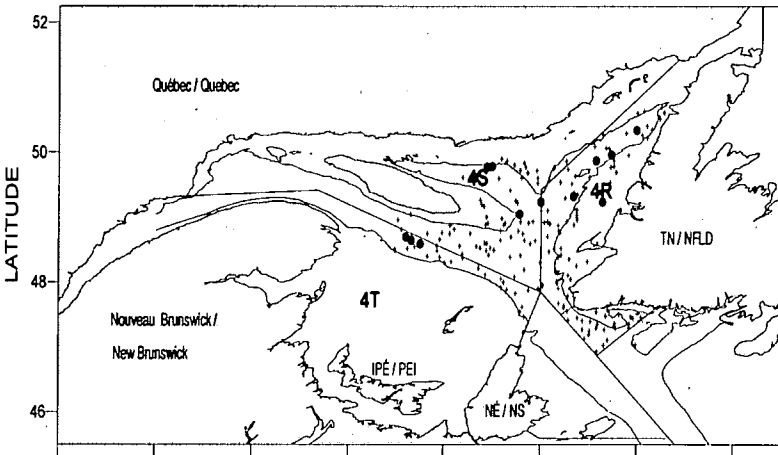 52
Québec / Quebec
50
4S
4R
LATITUDE
TN / NFLD
48
4T
Nouveau Brunswick /
New Brunswick
IPÉ / PEI
NÉ / NS
46